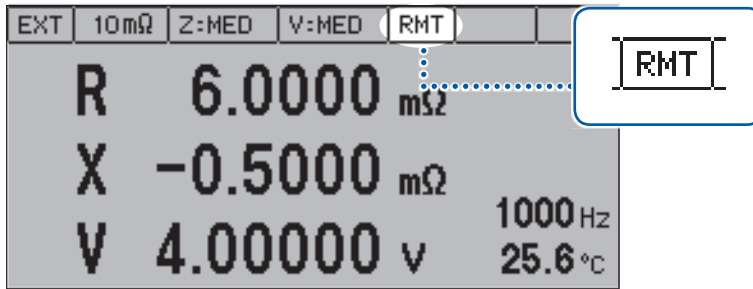 EXT 10mΩ Z:MED V:MED RMT
RMT
R 6.0000 mΩ
X -0.5000 mΩ
1000 Hz
V 4.00000 V
25.6 °C